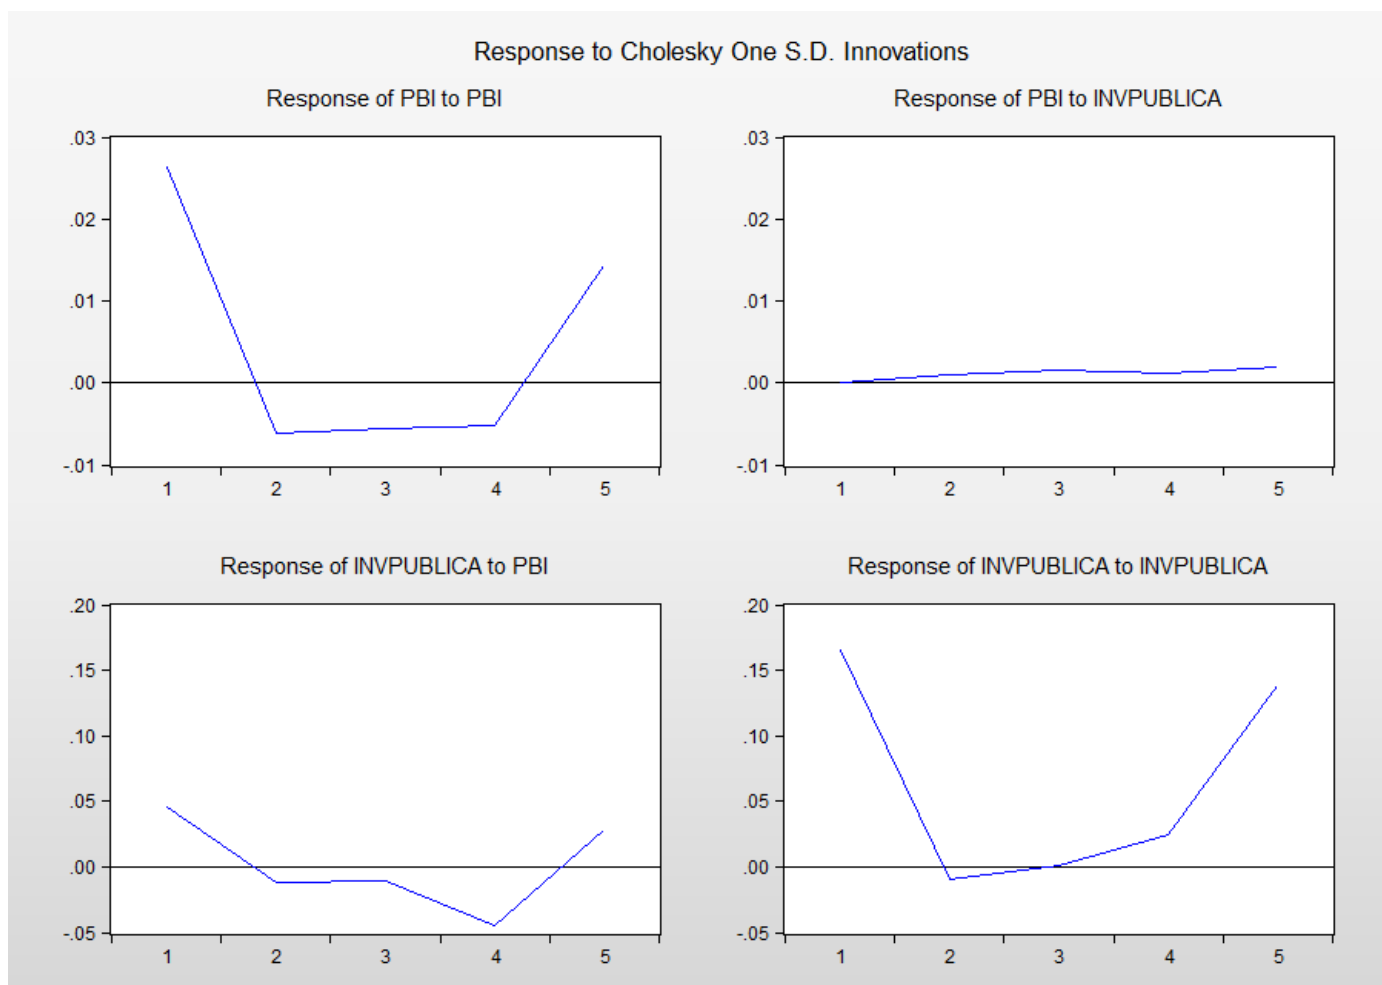 Response to Cholesky One S.D. Innovations
Response of PBI to PBI
.03
.02
.01
.00
-.01
1 2 3 4 5
Response of PBI to INVPUBLICA
.03
.02
.01
.00
-.01
1 2 3 4 5
Response of INVPUBLICA to PBI
.20
.15
.10
.05
.00
-.05
1 2 3 4 5
Response of INVPUBLICA to INVPUBLICA
.20
.15
.10
.05
.00
-.05
1 2 3 4 5